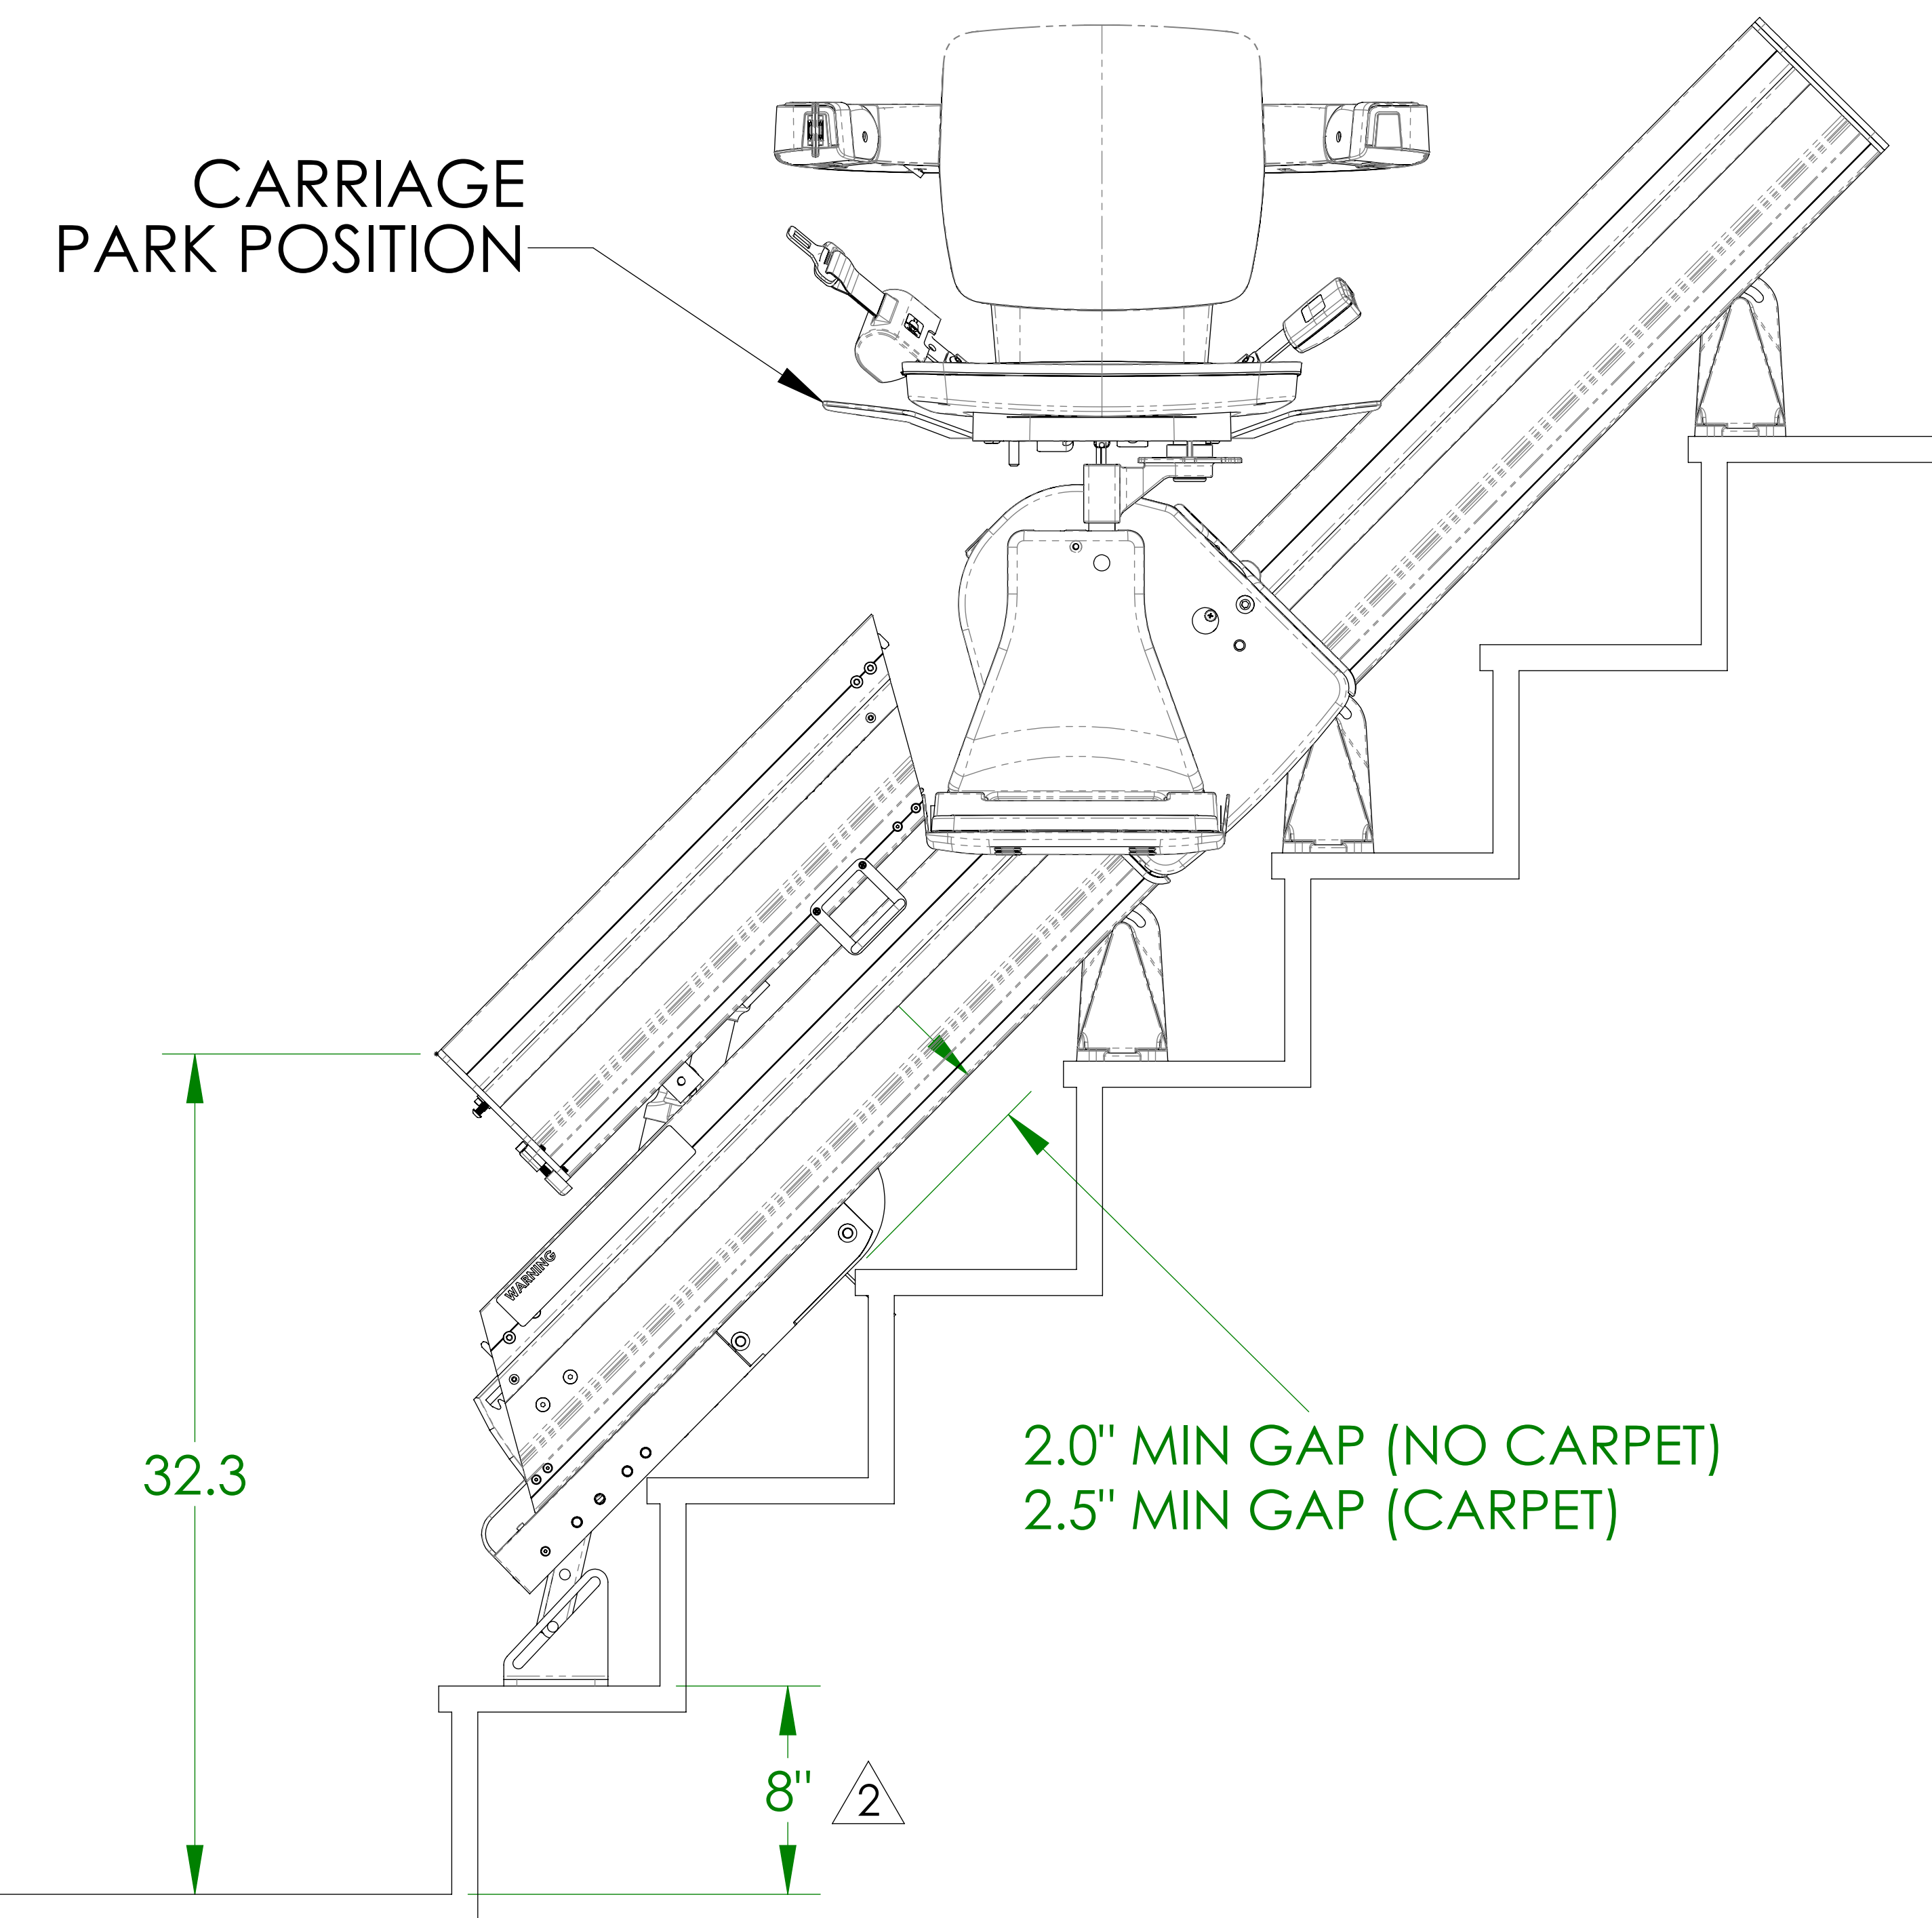 CARRIAGE
PARK POSITION
WARNING
32.3
2.0" MIN GAP (NO CARPET)
2.5" MIN GAP (CARPET)
8"
2